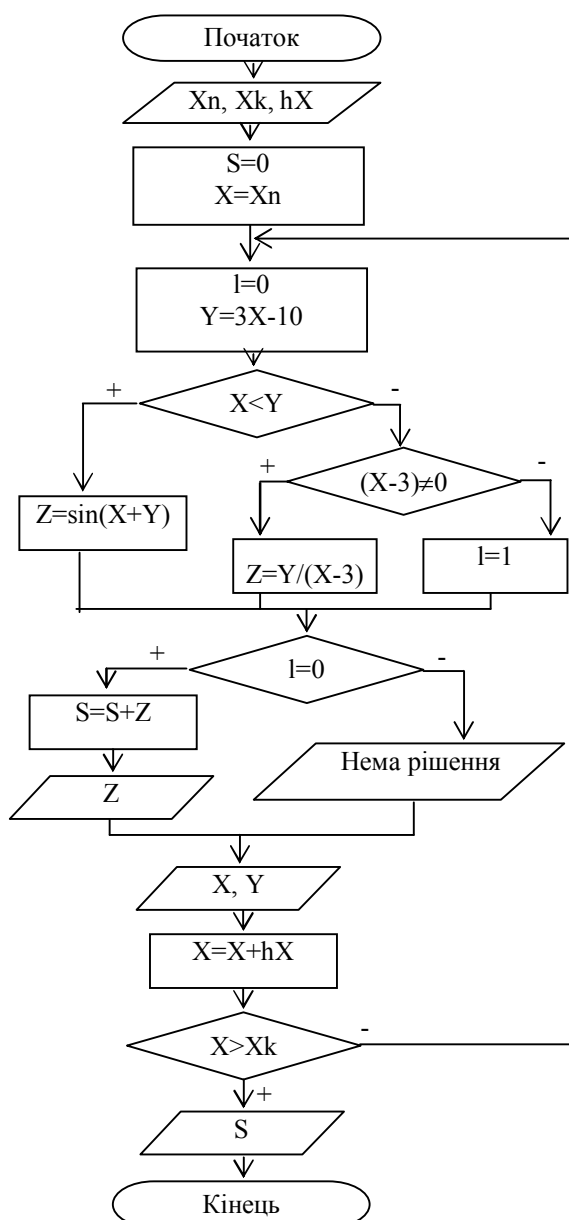 Початок
Xn, Xk, hX
S=0
X=Xn
l=0
Y=3X-10
+
X<Y
-
+
(X-3)≠0
-
Z=sin(X+Y)
Z=Y/(X-3)
l=1
+
l=0
-
S=S+Z
Нема рішення
Z
X, Y
X=X+hX
X>Xk
-
+
S
Кінець